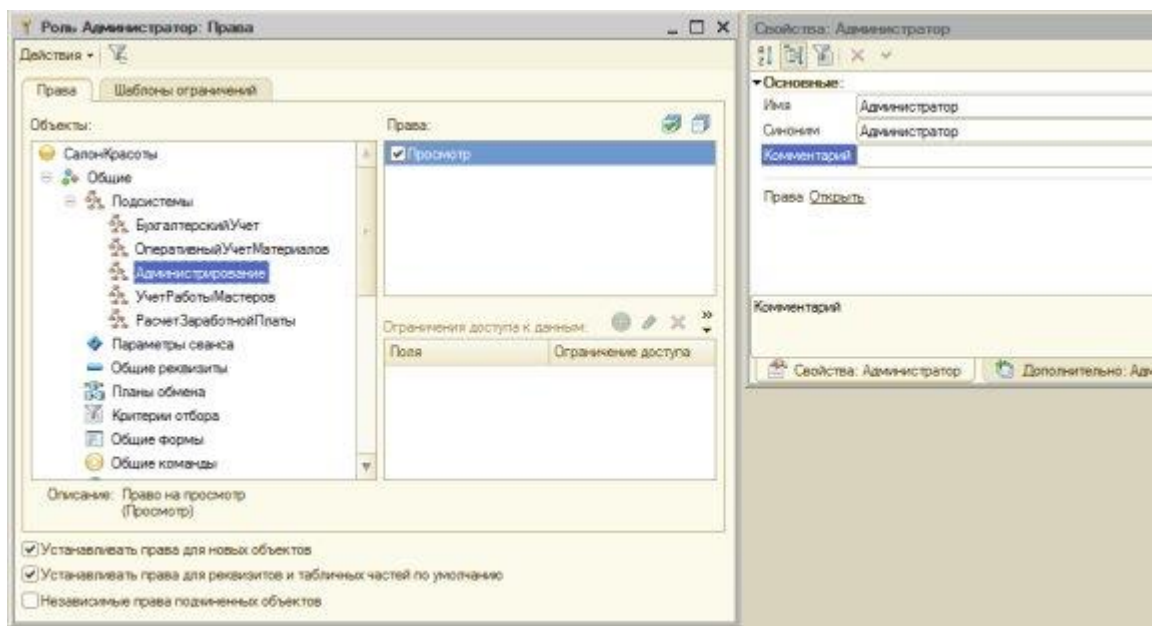 Роль Администратор: Права
Действия
Права
Шаблоны ограничений
Объекты:
СалонКрасоты
Общие
Подсистемы
БухгалтерскийУчет
ОперативныйУчетМатериалов
Администрирование
УчетРаботыМастеров
РасчетЗаработнойПлаты
Параметры сеанса
Общие реквизиты
Планы обмена
Критерии отбора
Общие формы
Общие команды
Права:
Просмотр
Ограничения доступа к данным:
Поля
Ограничение доступа
Описание: Право на просмотр
(Просмотр)
Устанавливать права для новых объектов
Устанавливать права для реквизитов и табличных частей по умолчанию
Независимые права подчиненных объектов
Свойства: Администратор
Основные:
Имя Администратор
Синоним Администратор
Комментарий
Права Открыть
Комментарий
Свойства: Администратор
Дополнительно: Адм